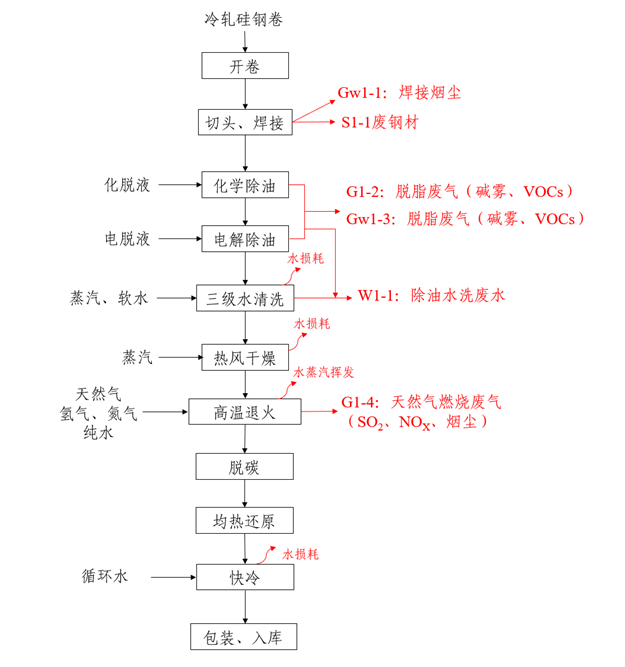 冷轧硅钢卷
开卷
Gw1-1：焊接烟尘
切头、焊接
S1-1废钢材
化脱液
化学除油
G1-2：脱脂废气（碱雾、VOCs）
Gw1-3：脱脂废气（碱雾、VOCs）
电脱液
电解除油
水损耗
蒸汽、软水
三级水清洗
W1-1：除油水洗废水
水损耗
蒸汽
热风干燥
水蒸汽挥发
天然气
氢气、氮气
纯水
高温退火
G1-4：天然气燃烧废气
（SO₂、NOX、烟尘）
脱碳
均热还原
水损耗
循环水
快冷
包装、入库